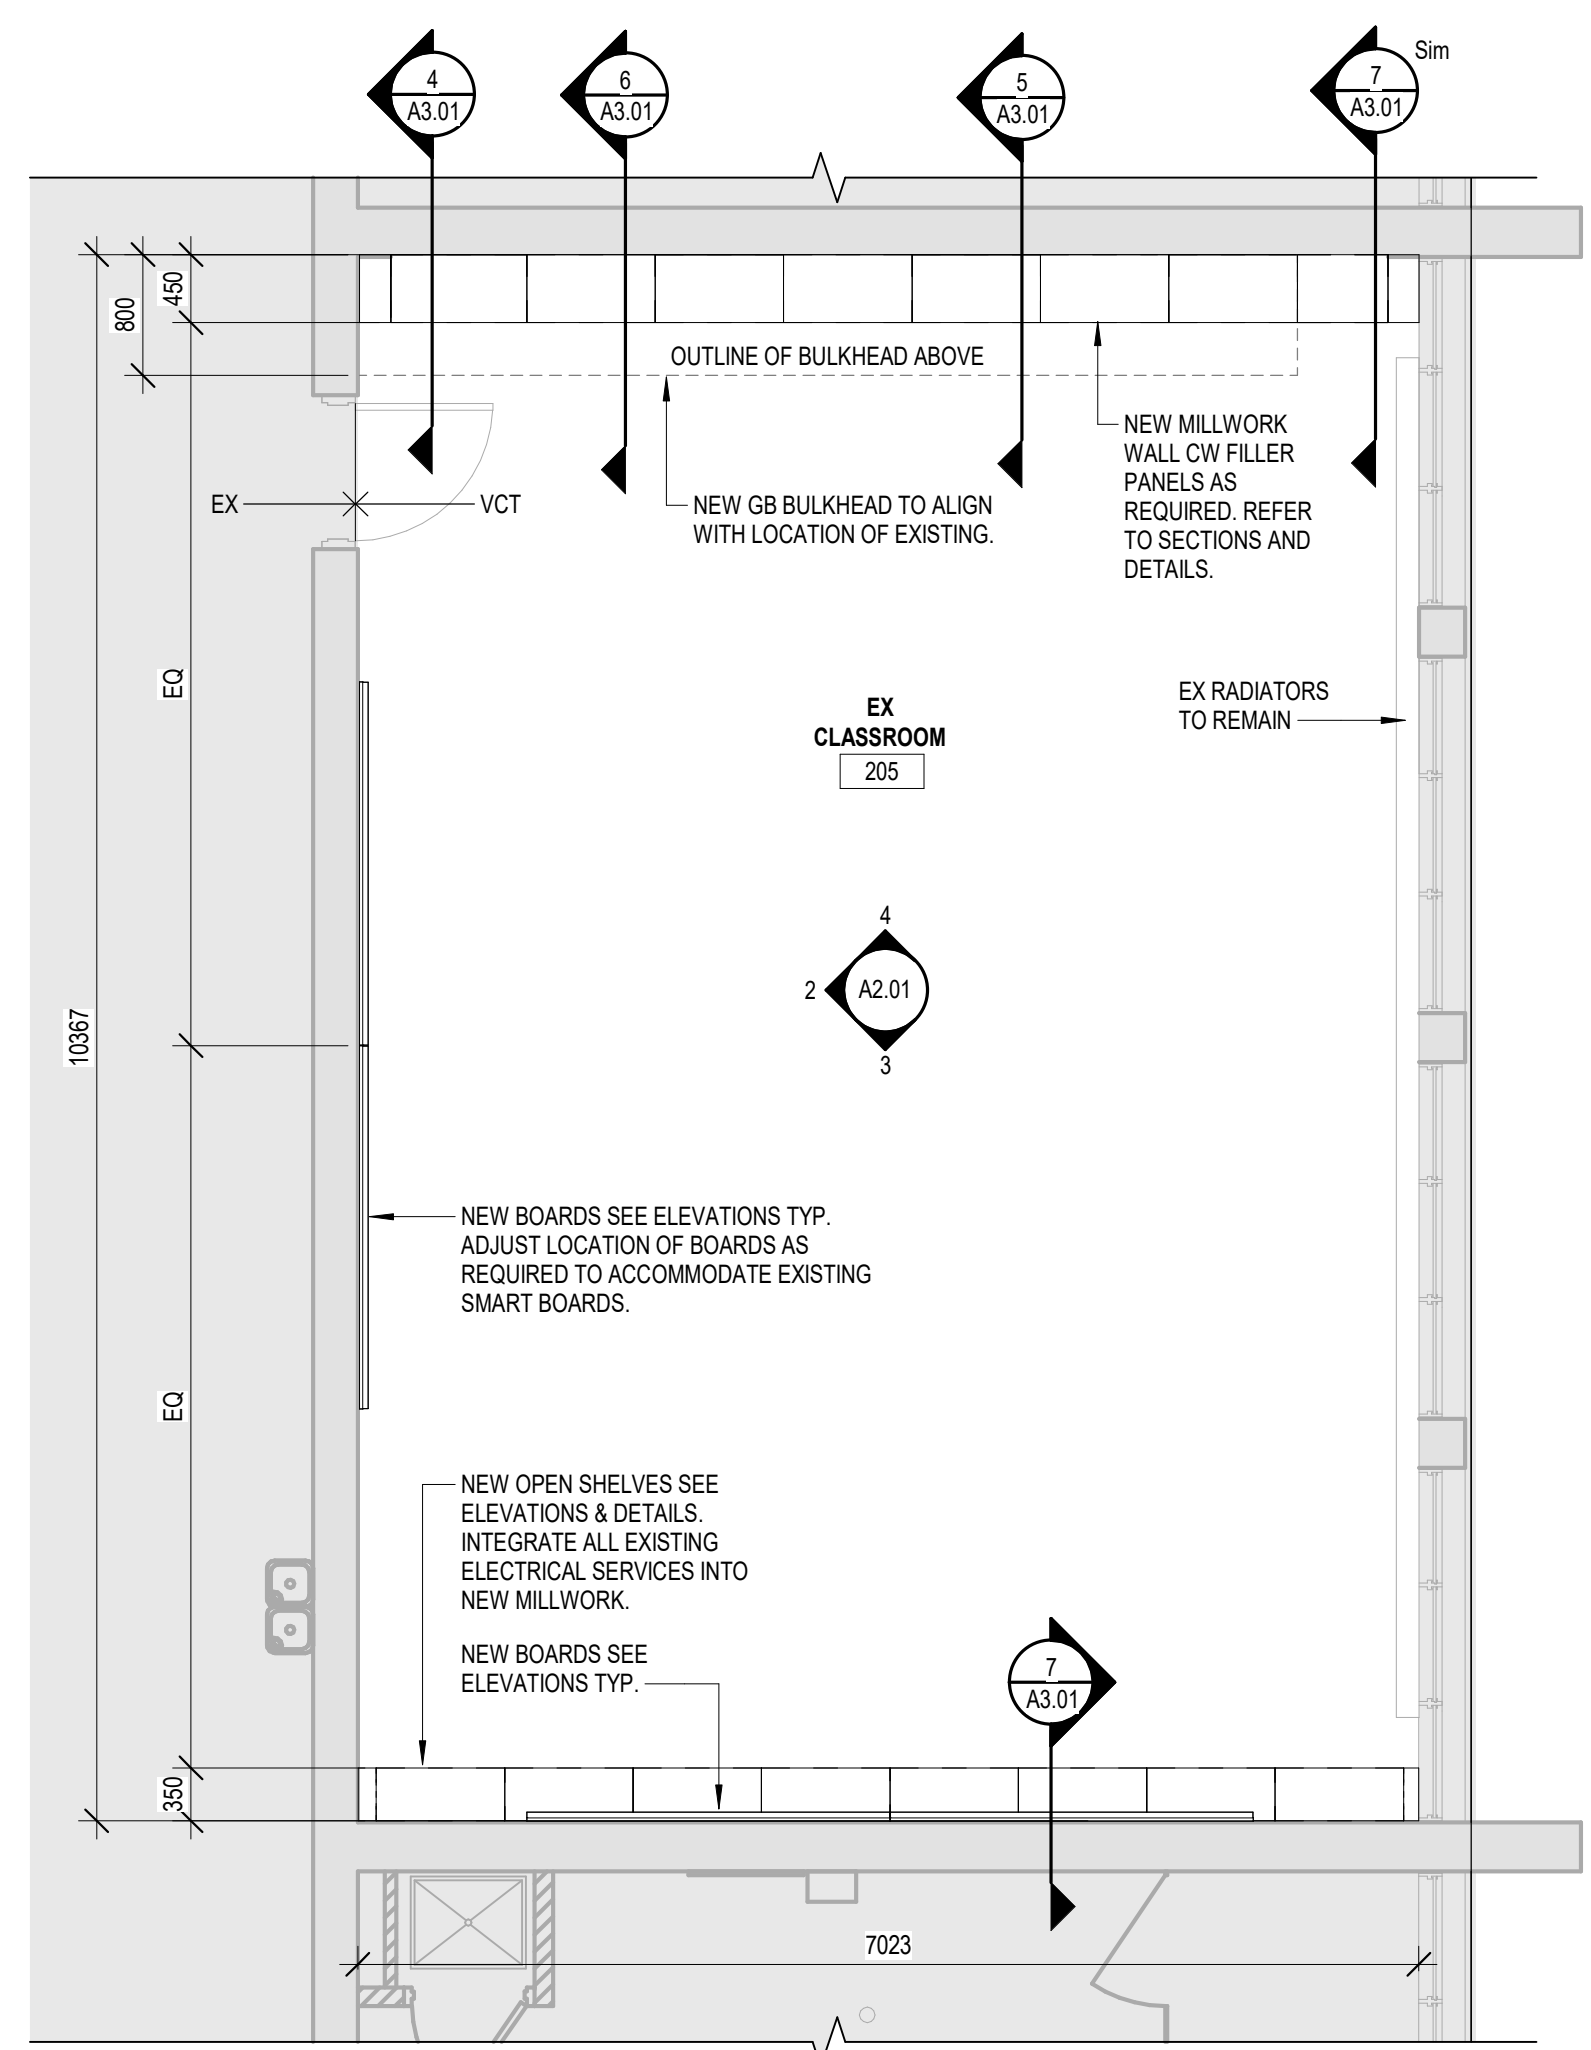 4
A3.01
6
A3.01
5
A3.01
7
A3.01
Sim
450
800
OUTLINE OF BULKHEAD ABOVE
NEW MILLWORK
WALL CW FILLER
PANELS AS
REQUIRED. REFER
TO SECTIONS AND
DETAILS.
EX
VCT
NEW GB BULKHEAD TO ALIGN
WITH LOCATION OF EXISTING.
EQ
EX
CLASSROOM
205
EX RADIATORS
TO REMAIN
4
2
A2.01
3
10367
NEW BOARDS SEE ELEVATIONS TYP.
ADJUST LOCATION OF BOARDS AS
REQUIRED TO ACCOMMODATE EXISTING
SMART BOARDS.
EQ
NEW OPEN SHELVES SEE
ELEVATIONS & DETAILS.
INTEGRATE ALL EXISTING
ELECTRICAL SERVICES INTO
NEW MILLWORK.
NEW BOARDS SEE
ELEVATIONS TYP.
7
A3.01
350
7023